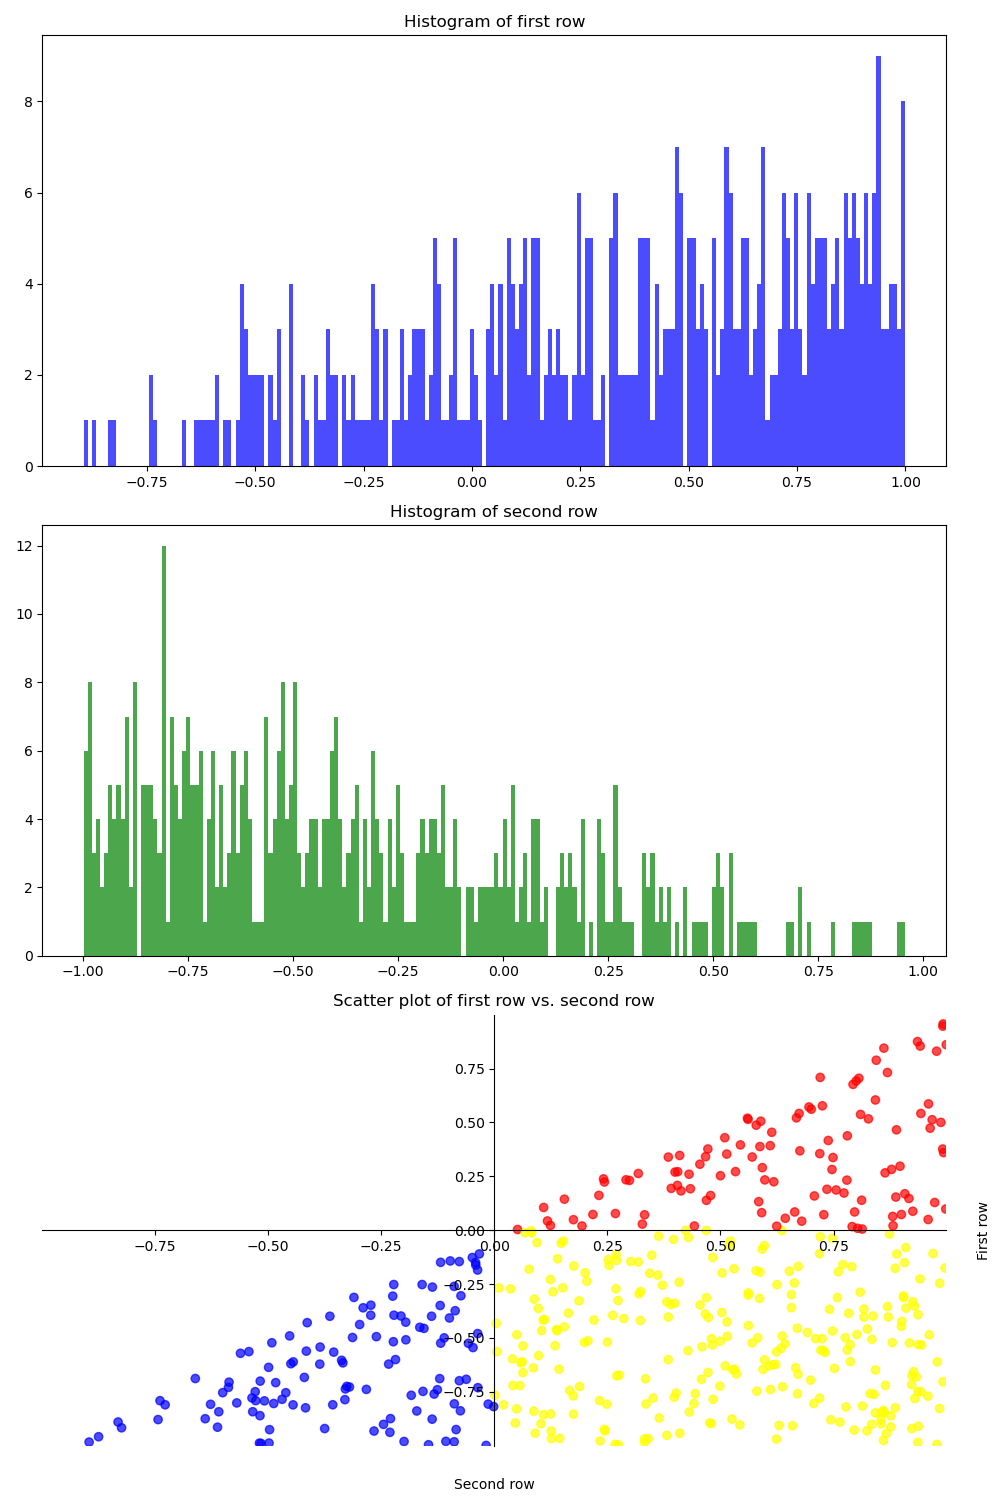 Histogram of first row
8
6
4
2
0
−0.75 −0.50 −0.25 0.00 0.25 0.50 0.75 1.00
Histogram of second row
12
10
8
6
4
2
0
−1.00 −0.75 −0.50 −0.25 0.00 0.25 0.50 0.75 1.00
Scatter plot of first row vs. second row
0.75
0.50
0.25
0.00
−0.75 −0.50 −0.25 0.00 0.25 0.50 0.75
−0.25
−0.50
−0.75
First row
Second row